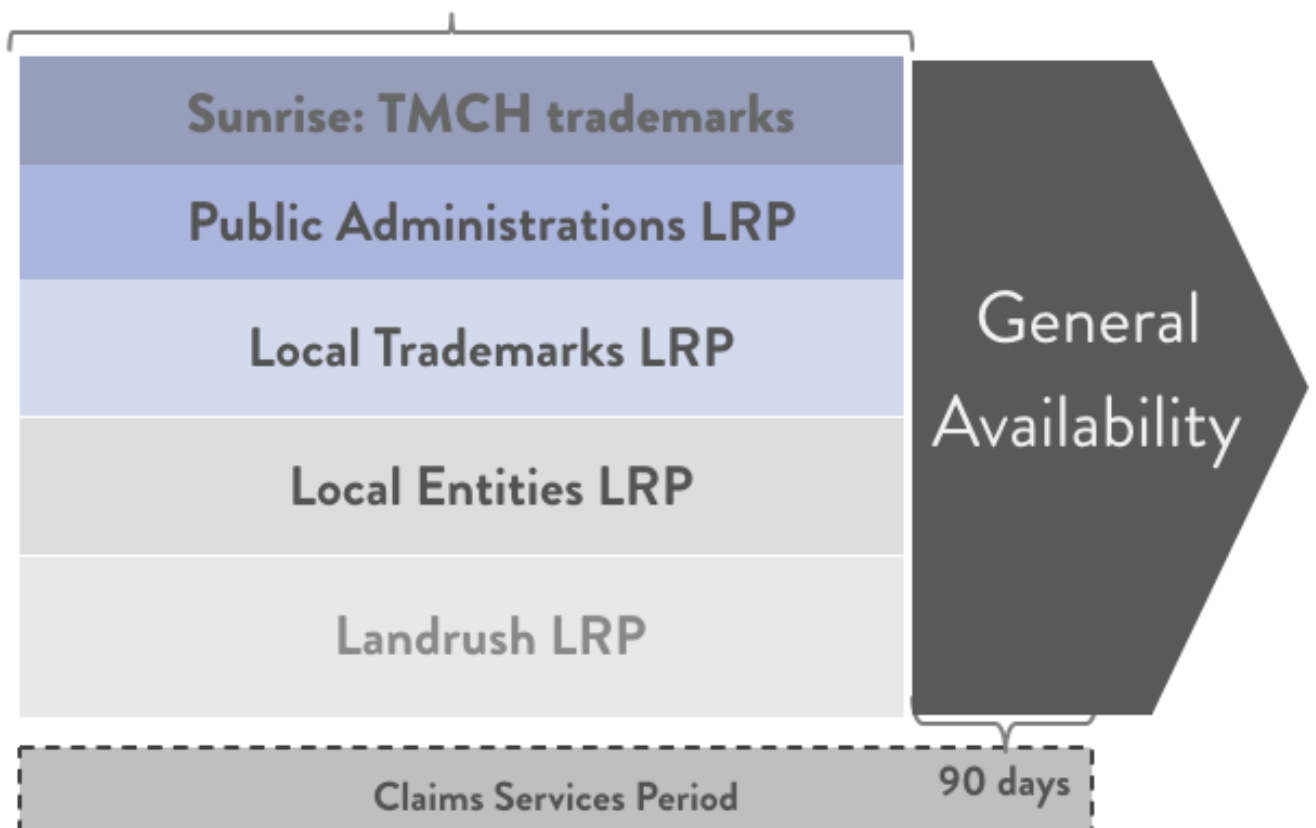 Sunrise: TMCH trademarks
Public Administrations LRP
Local Trademarks LRP
Local Entities LRP
Landrush LRP
General
Availability
90 days
Claims Services Period